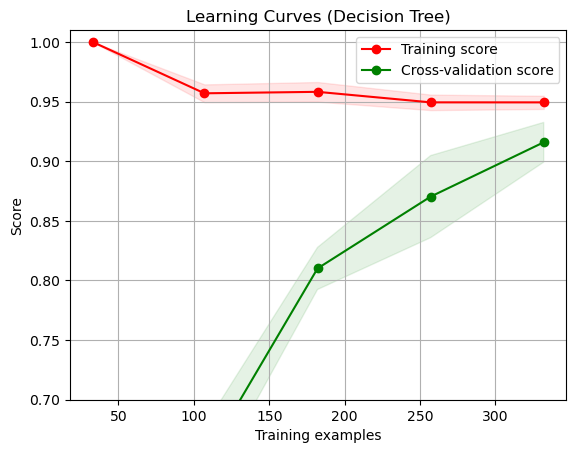 Learning Curves (Decision Tree)
1.00
0.95
0.90
0.85
0.80
0.75
0.70
Score
Training score
Cross-validation score
50
100
150
200
250
300
Training examples